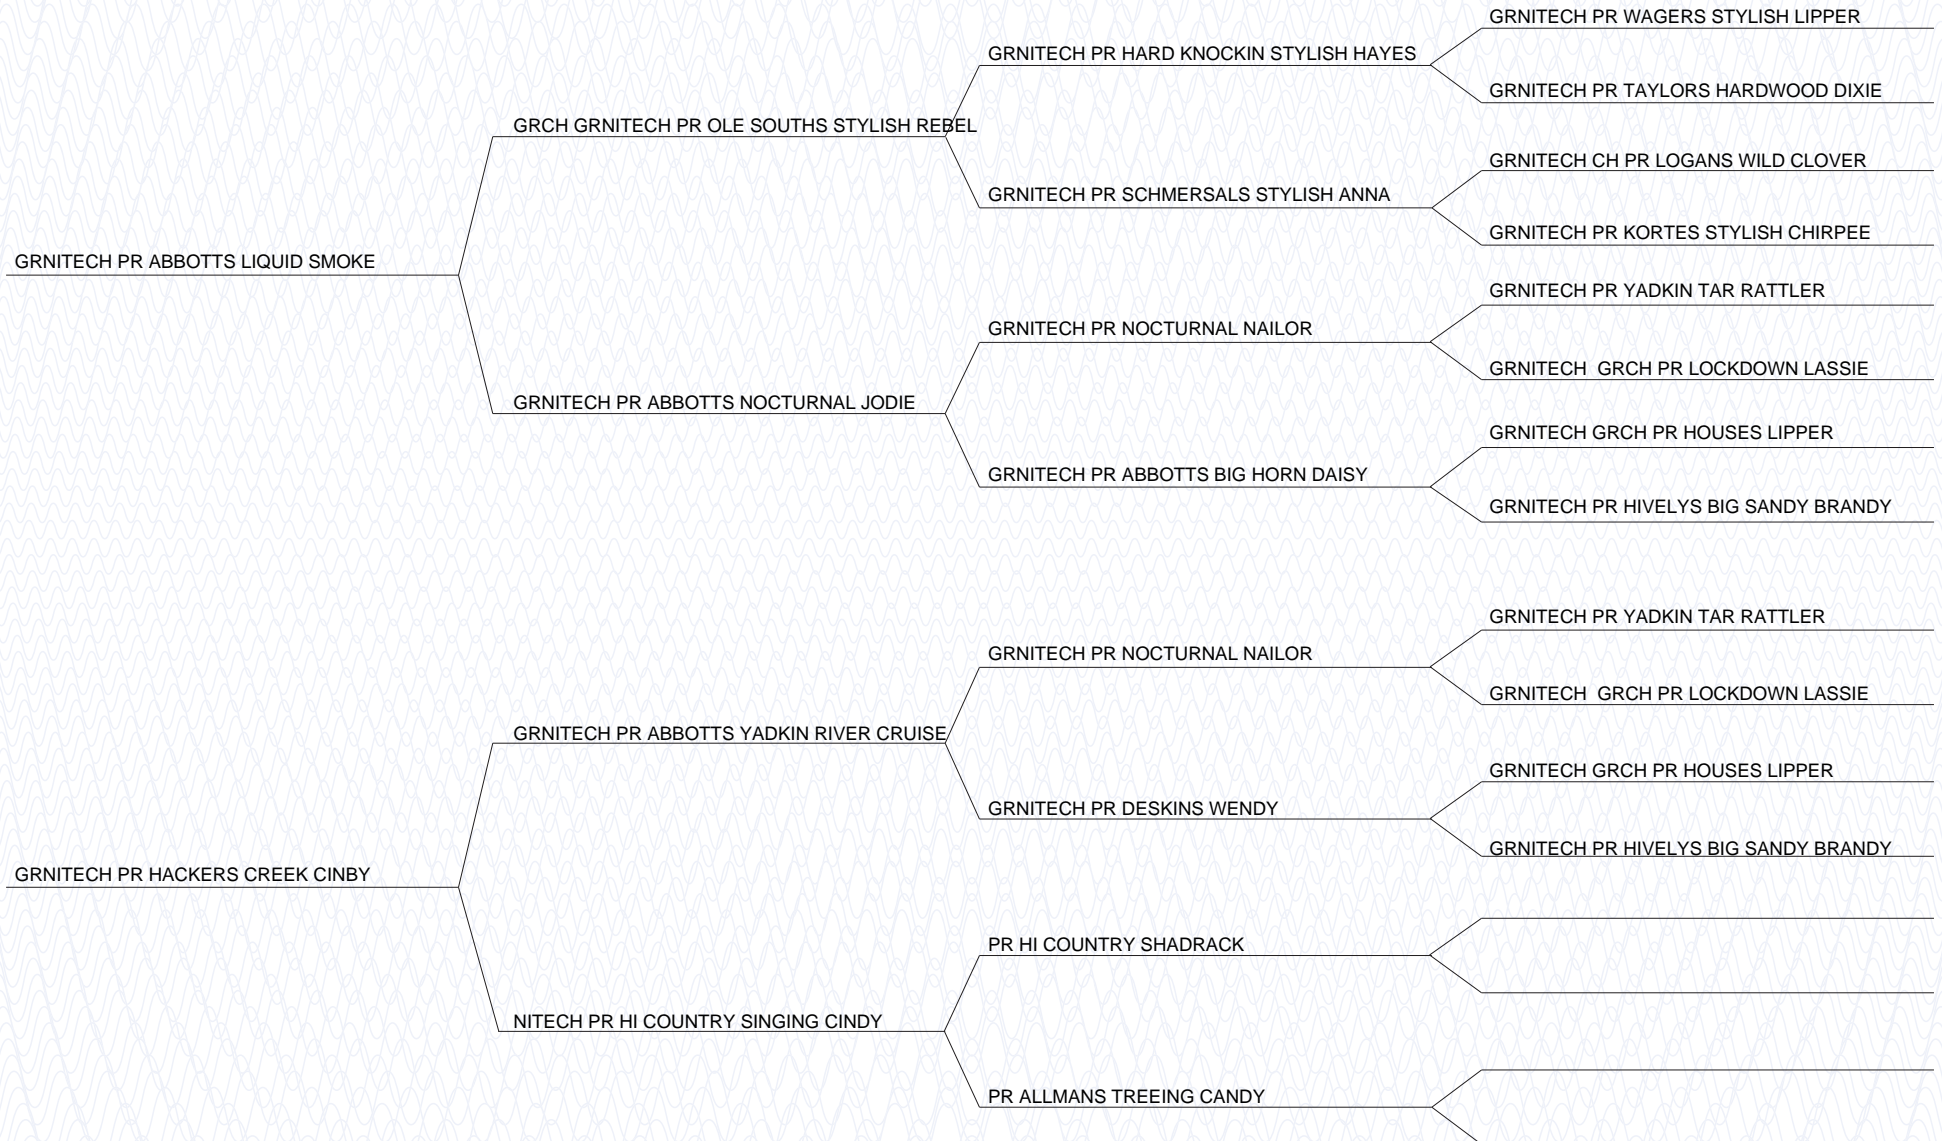 GRNITECH PR WAGERS STYLISH LIPPER
GRNITECH PR HARD KNOCKIN STYLISH HAYES
GRNITECH PR TAYLORS HARDWOOD DIXIE
GRCH GRNITECH PR OLE SOUTHS STYLISH REBEL
GRNITECH CH PR LOGANS WILD CLOVER
GRNITECH PR SCHMERSALS STYLISH ANNA
GRNITECH PR KORTES STYLISH CHIRPEE
GRNITECH PR ABBOTTS LIQUID SMOKE
GRNITECH PR YADKIN TAR RATTLER
GRNITECH PR NOCTURNAL NAILOR
GRNITECH  GRCH PR LOCKDOWN LASSIE
GRNITECH PR ABBOTTS NOCTURNAL JODIE
GRNITECH GRCH PR HOUSES LIPPER
GRNITECH PR ABBOTTS BIG HORN DAISY
GRNITECH PR HIVELYS BIG SANDY BRANDY
GRNITECH PR YADKIN TAR RATTLER
GRNITECH PR NOCTURNAL NAILOR
GRNITECH  GRCH PR LOCKDOWN LASSIE
GRNITECH PR ABBOTTS YADKIN RIVER CRUISE
GRNITECH GRCH PR HOUSES LIPPER
GRNITECH PR DESKINS WENDY
GRNITECH PR HIVELYS BIG SANDY BRANDY
GRNITECH PR HACKERS CREEK CINBY
PR HI COUNTRY SHADRACK
NITECH PR HI COUNTRY SINGING CINDY
PR ALLMANS TREEING CANDY